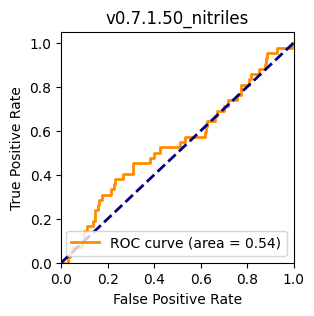 v0.7.1.50_nitriles
True Positive Rate
1.0
0.8
0.6
0.4
0.2
0.0
ROC curve (area = 0.54)
0.0 0.2 0.4 0.6 0.8 1.0
False Positive Rate